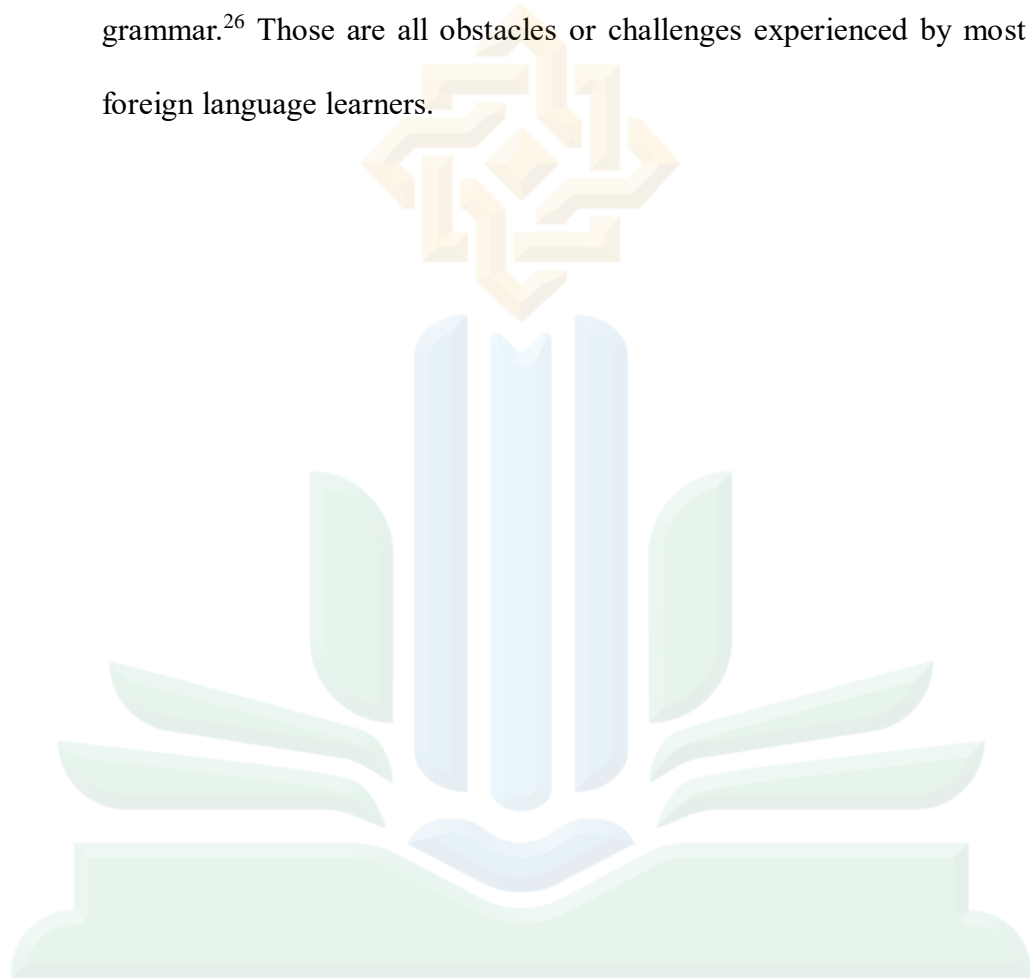 grammar.²⁶ Those are all obstacles or challenges experienced by most
foreign language learners.